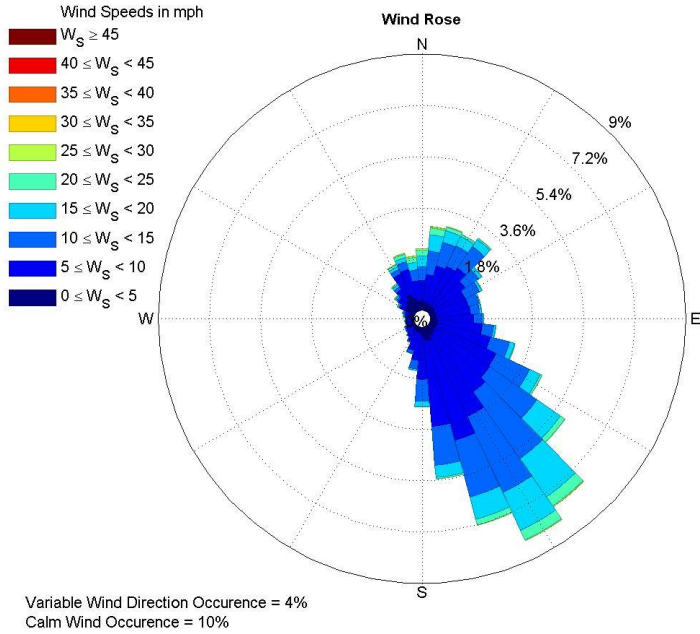 Wind Speeds in mph
W_S ≥ 45
40 ≤ W_S < 45
35 ≤ W_S < 40
30 ≤ W_S < 35
25 ≤ W_S < 30
20 ≤ W_S < 25
15 ≤ W_S < 20
10 ≤ W_S < 15
5 ≤ W_S < 10
0 ≤ W_S < 5
Wind Rose
N
9%
7.2%
5.4%
3.6%
1.8%
W
%
E
S
Variable Wind Direction Occurence = 4%
Calm Wind Occurence = 10%